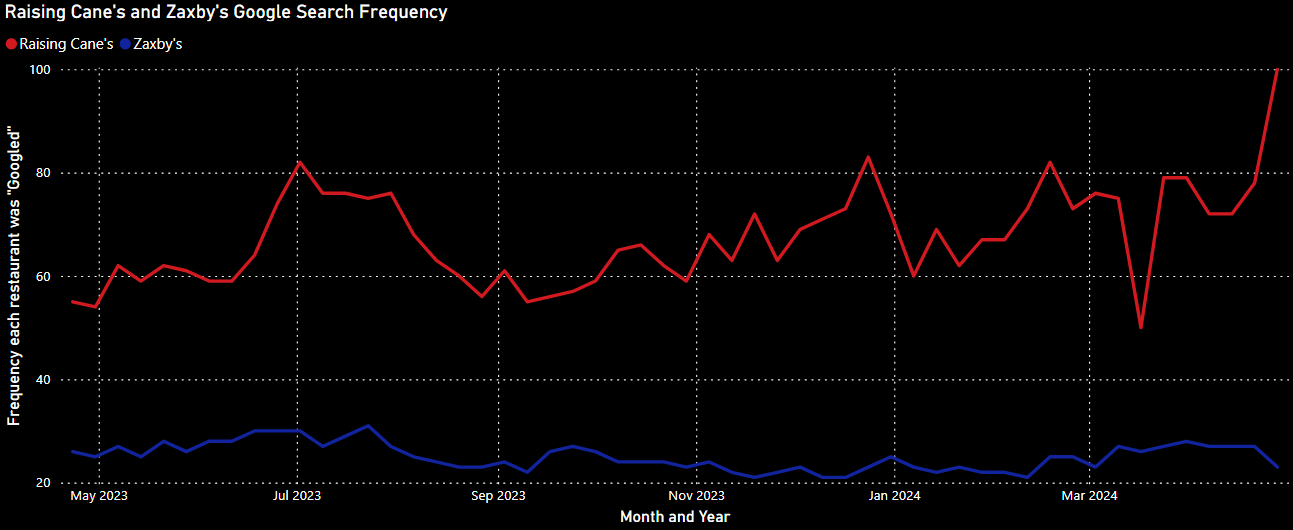 Raising Cane's and Zaxby's Google Search Frequency
Raising Cane's Zaxby's
Frequency each restaurant was "Googled"
100
80
60
40
20
May 2023 Jul 2023 Sep 2023 Nov 2023 Jan 2024 Mar 2024
Month and Year